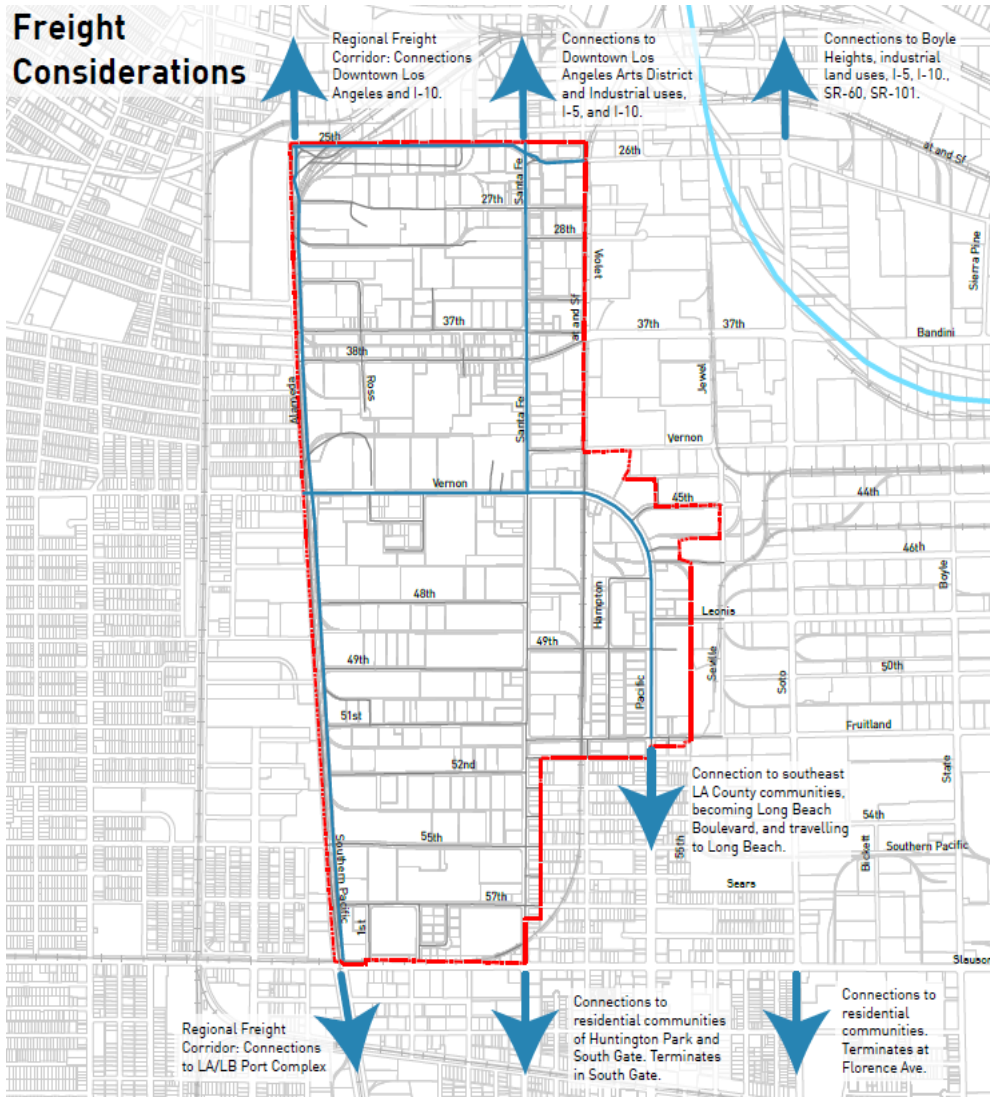 Freight
Considerations
Regional Freight
Corridor: Connections
Downtown Los
Angeles and I-10.
Connections to
Downtown Los
Angeles Arts District
and Industrial uses,
I-5, and I-10.
Connections to Boyle
Heights, industrial
land uses, I-5, I-10.,
SR-60, SR-101.
25th
26th
at and Sf
Santa Fe
27th
28th
Violet
Sierra Pine
at and Sf
37th
37th
37th
Bandini
38th
Ross
Jewel
Alameda
Santa Fe
Vernon
Vernon
45th
44th
46th
Boyle
48th
Hampton
Leonis
49th
49th
Seville
50th
Pacific
Soto
51st
Fruitland
52nd
State
Connection to southeast
LA County communities,
becoming Long Beach
Boulevard, and travelling
to Long Beach.
54th
55th
55th
Bickett
Southern Pacific
Southern Pacific
Sears
57th
1st
Slauson
Regional Freight
Corridor: Connections
to LA/LB Port Complex
Connections to
residential communities
of Huntington Park and
South Gate. Terminates
in South Gate.
Connections to
residential
communities.
Terminates at
Florence Ave.